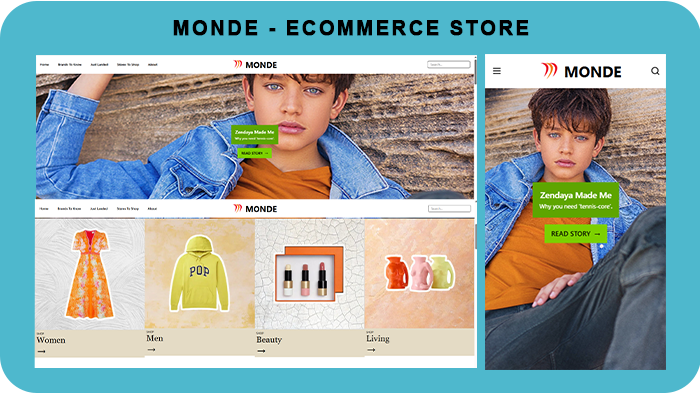 MONDE - ECOMMERCE STORE
Home Brands To Know Just Landed Stores To Shop About MONDE Search...
Zendaya Made Me
Why you need 'tennis-core'.
READ STORY →
Home Brands To Know Just Landed Stores To Shop About MONDE Search...
POP
SHOP
Women
→
SHOP
Men
→
SHOP
Beauty
→
SHOP
Living
→
MONDE
Zendaya Made Me
Why you need 'tennis-core'.
READ STORY →